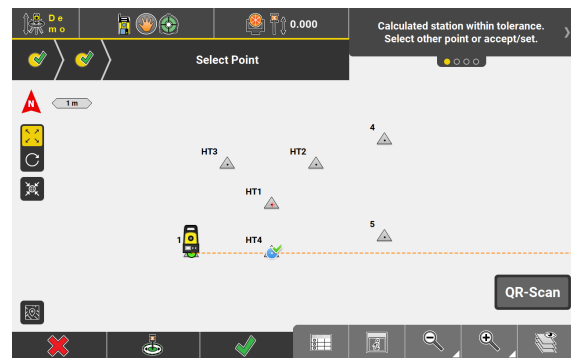 De
mo
0.000
Calculated station within tolerance.
Select other point or accept/set.
Select Point
N
1 m
4
HT3
HT2
HT1
5
1
HT4
QR-Scan